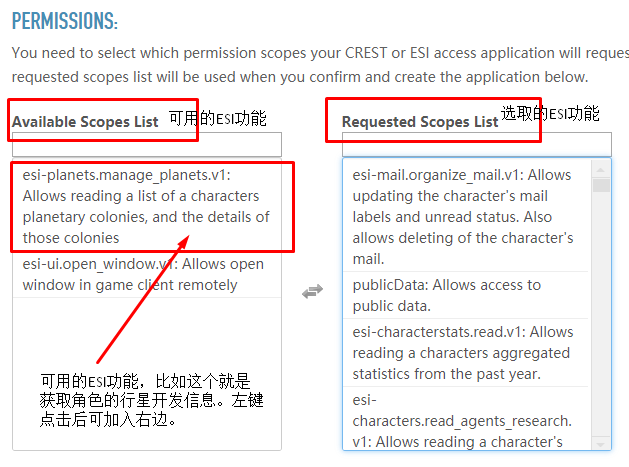 PERMISSIONS:
You need to select which permission scopes your CREST or ESI access application will reques
requested scopes list will be used when you confirm and create the application below.
Available Scopes List
可用的ESI功能
esi-planets.manage_planets.v1:
Allows reading a list of a characters
planetary colonies, and the details of
those colonies
esi-ui.open_window.v1: Allows open
window in game client remotely
可用的ESI功能，比如这个就是
获取角色的行星开发信息。左键
点击后可加入右边。
Requested Scopes List
选取的ESI功能
esi-mail.organize_mail.v1: Allows
updating the character's mail
labels and unread status. Also
allows deleting of the character's
mail.
publicData: Allows access to
public data.
esi-characterstats.read.v1: Allows
reading a characters aggregated
statistics from the past year.
esi-
characters.read_agents_research.
v1: Allows reading a character's